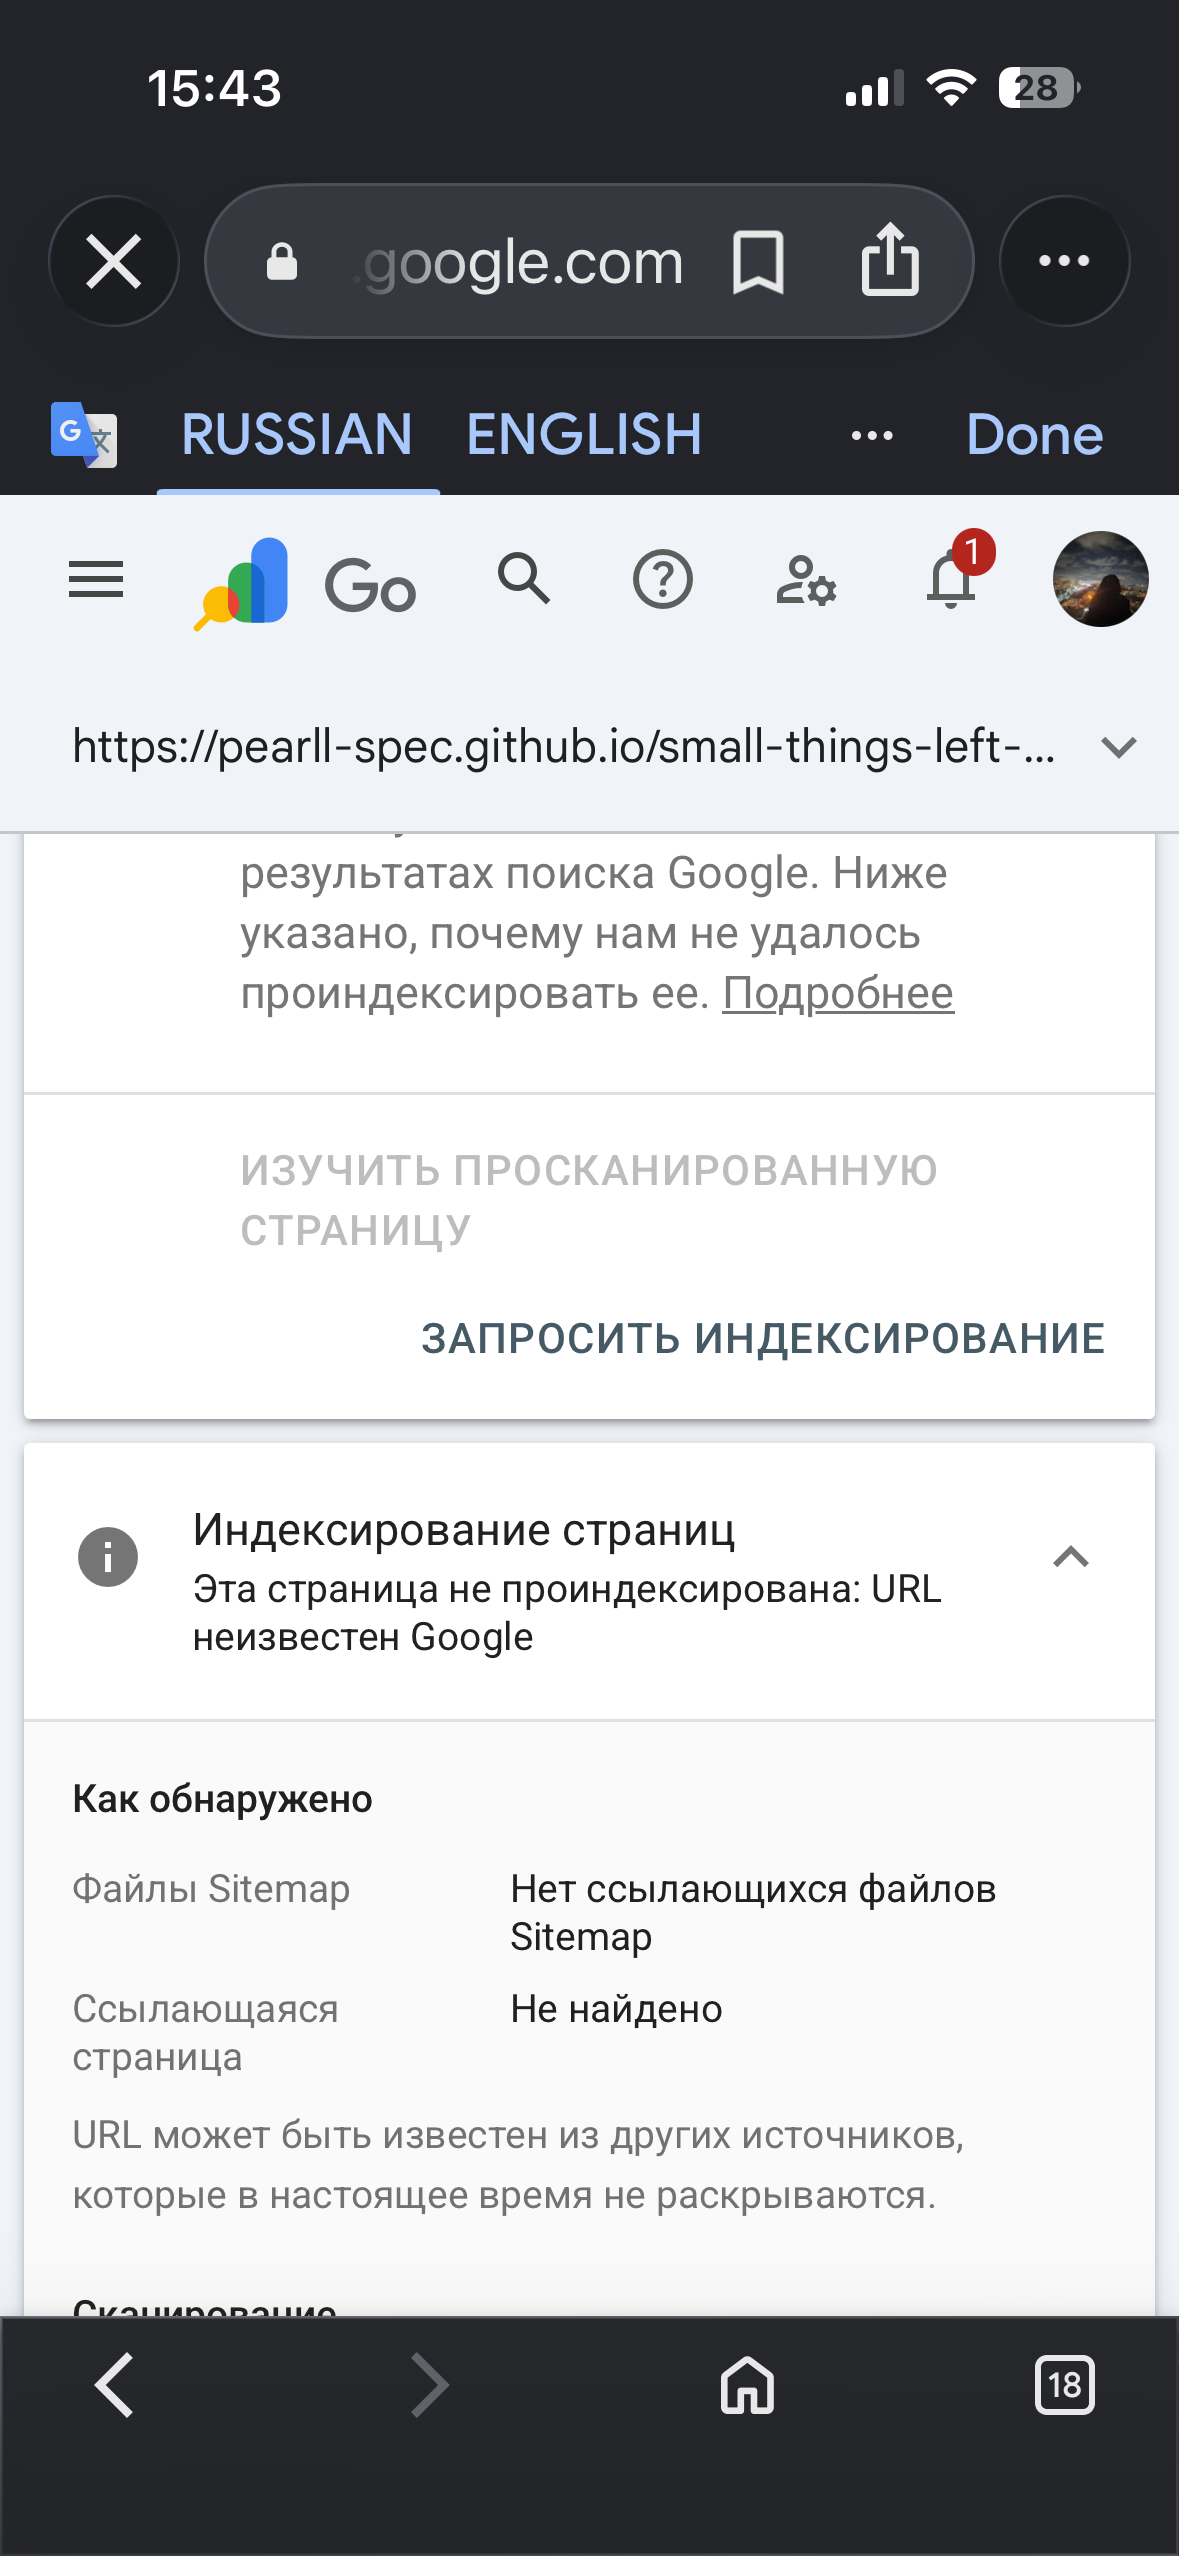 15:43
28
.google.com
RUSSIAN ENGLISH Done
Go
1
https://pearll-spec.github.io/small-things-left-...
результатах поиска Google. Ниже
указано, почему нам не удалось
проиндексировать ее. Подробнее
ИЗУЧИТЬ ПРОСКАНИРОВАННУЮ
СТРАНИЦУ
ЗАПРОСИТЬ ИНДЕКСИРОВАНИЕ
Индексирование страниц
Эта страница не проиндексирована: URL
неизвестен Google
Как обнаружено
Файлы Sitemap
Нет ссылающихся файлов
Sitemap
Ссылающаяся
страница
Не найдено
URL может быть известен из других источников,
которые в настоящее время не раскрываются.
Сканирование
18